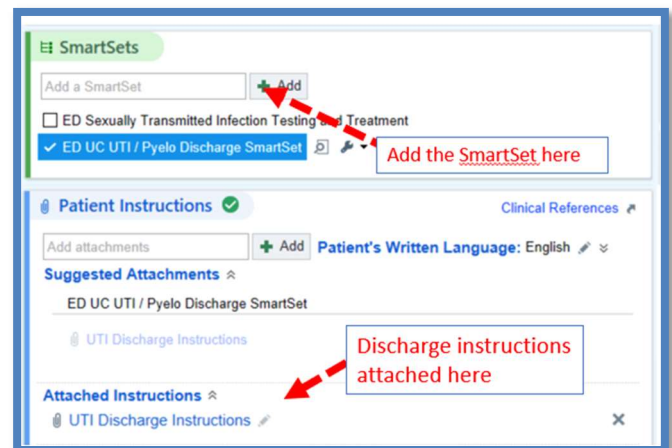 SmartSets
Add a SmartSet
Add
ED Sexually Transmitted Infection Testing and Treatment
ED UC UTI / Pyelo Discharge SmartSet
Add the SmartSet here
Patient Instructions
Clinical References
Add attachments
Add
Patient's Written Language: English
Suggested Attachments
ED UC UTI / Pyelo Discharge SmartSet
UTI Discharge Instructions
Discharge instructions
attached here
Attached Instructions
UTI Discharge Instructions